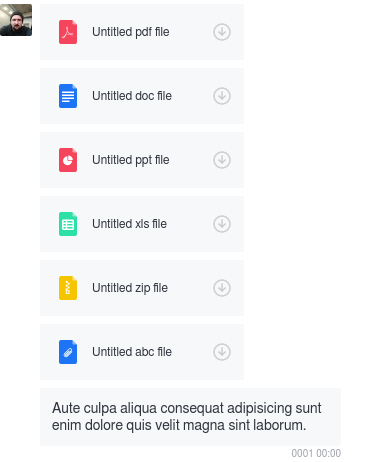 Untitled pdf file
Untitled doc file
Untitled ppt file
Untitled xls file
Untitled zip file
Untitled abc file
Aute culpa aliqua consequat adipisicing sunt
enim dolore quis velit magna sint laborum.
0001 00:00